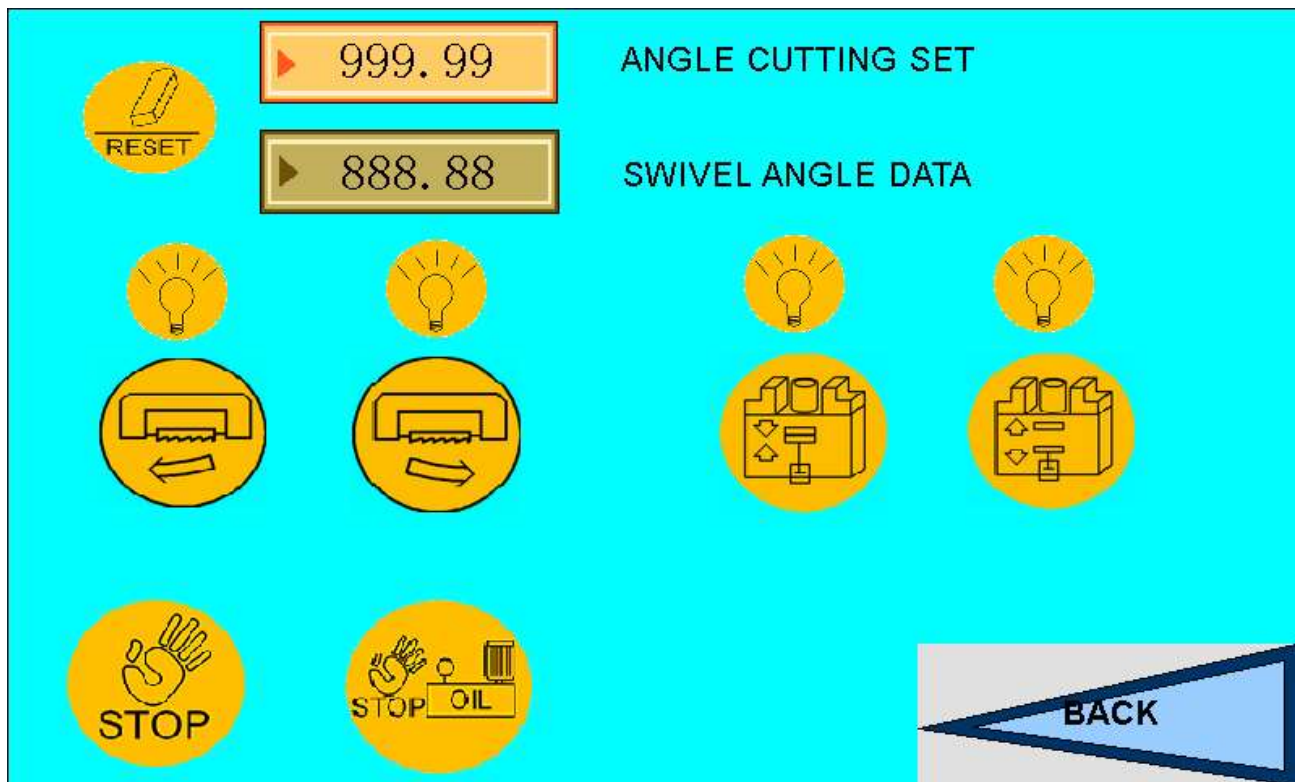 999.99
ANGLE CUTTING SET
RESET
888.88
SWIVEL ANGLE DATA
STOP
STOP OIL
BACK